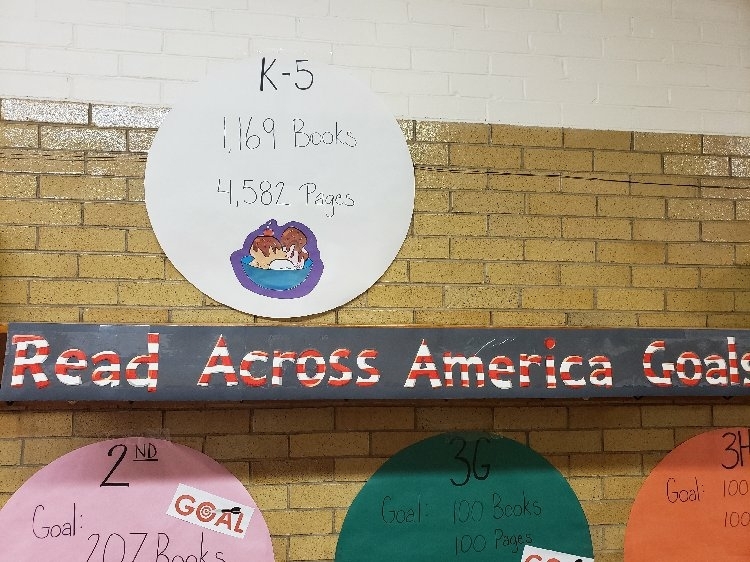 K-5
1,169 Books
4,582 Pages
Read Across America Goals
2ND
Goal:
207 Books
GOAL
3G
Goal: 100 Books
100 Pages
3H
Goal: 100
100